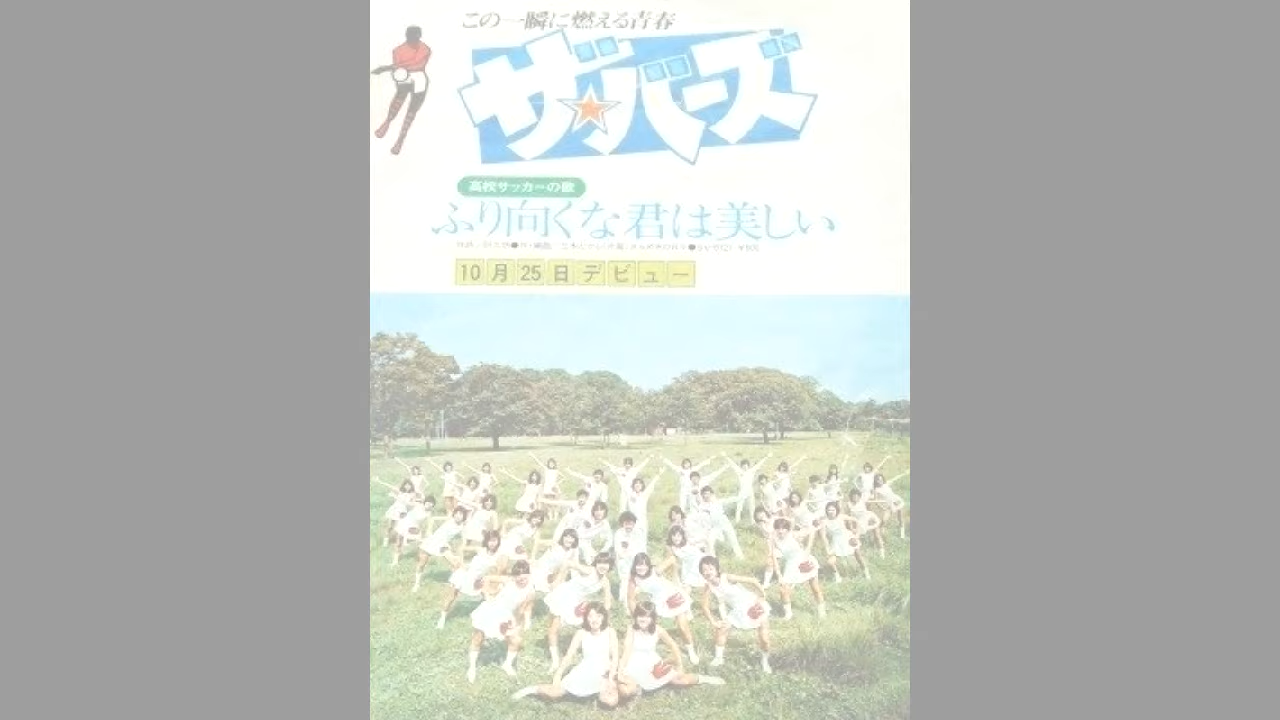 この一瞬に燃える青春
ザ・バーズ
高校サッカーの歌
ふり向くな君は美しい
10月25日デビュー